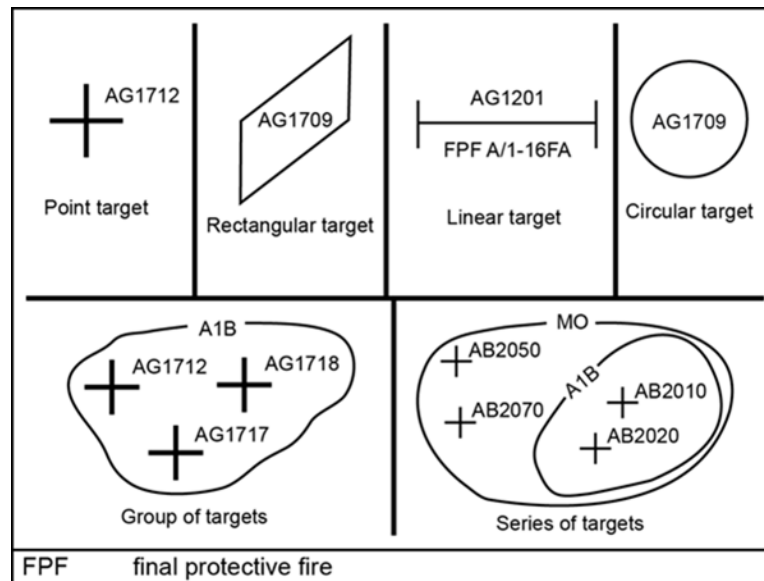 AG1712
Point target
AG1709
Rectangular target
AG1201
FPF A/1-16FA
Linear target
AG1709
Circular target
A1B
AG1712
AG1718
AG1717
Group of targets
MO
AB2050
A1B
AB2010
AB2070
AB2020
Series of targets
FPF final protective fire